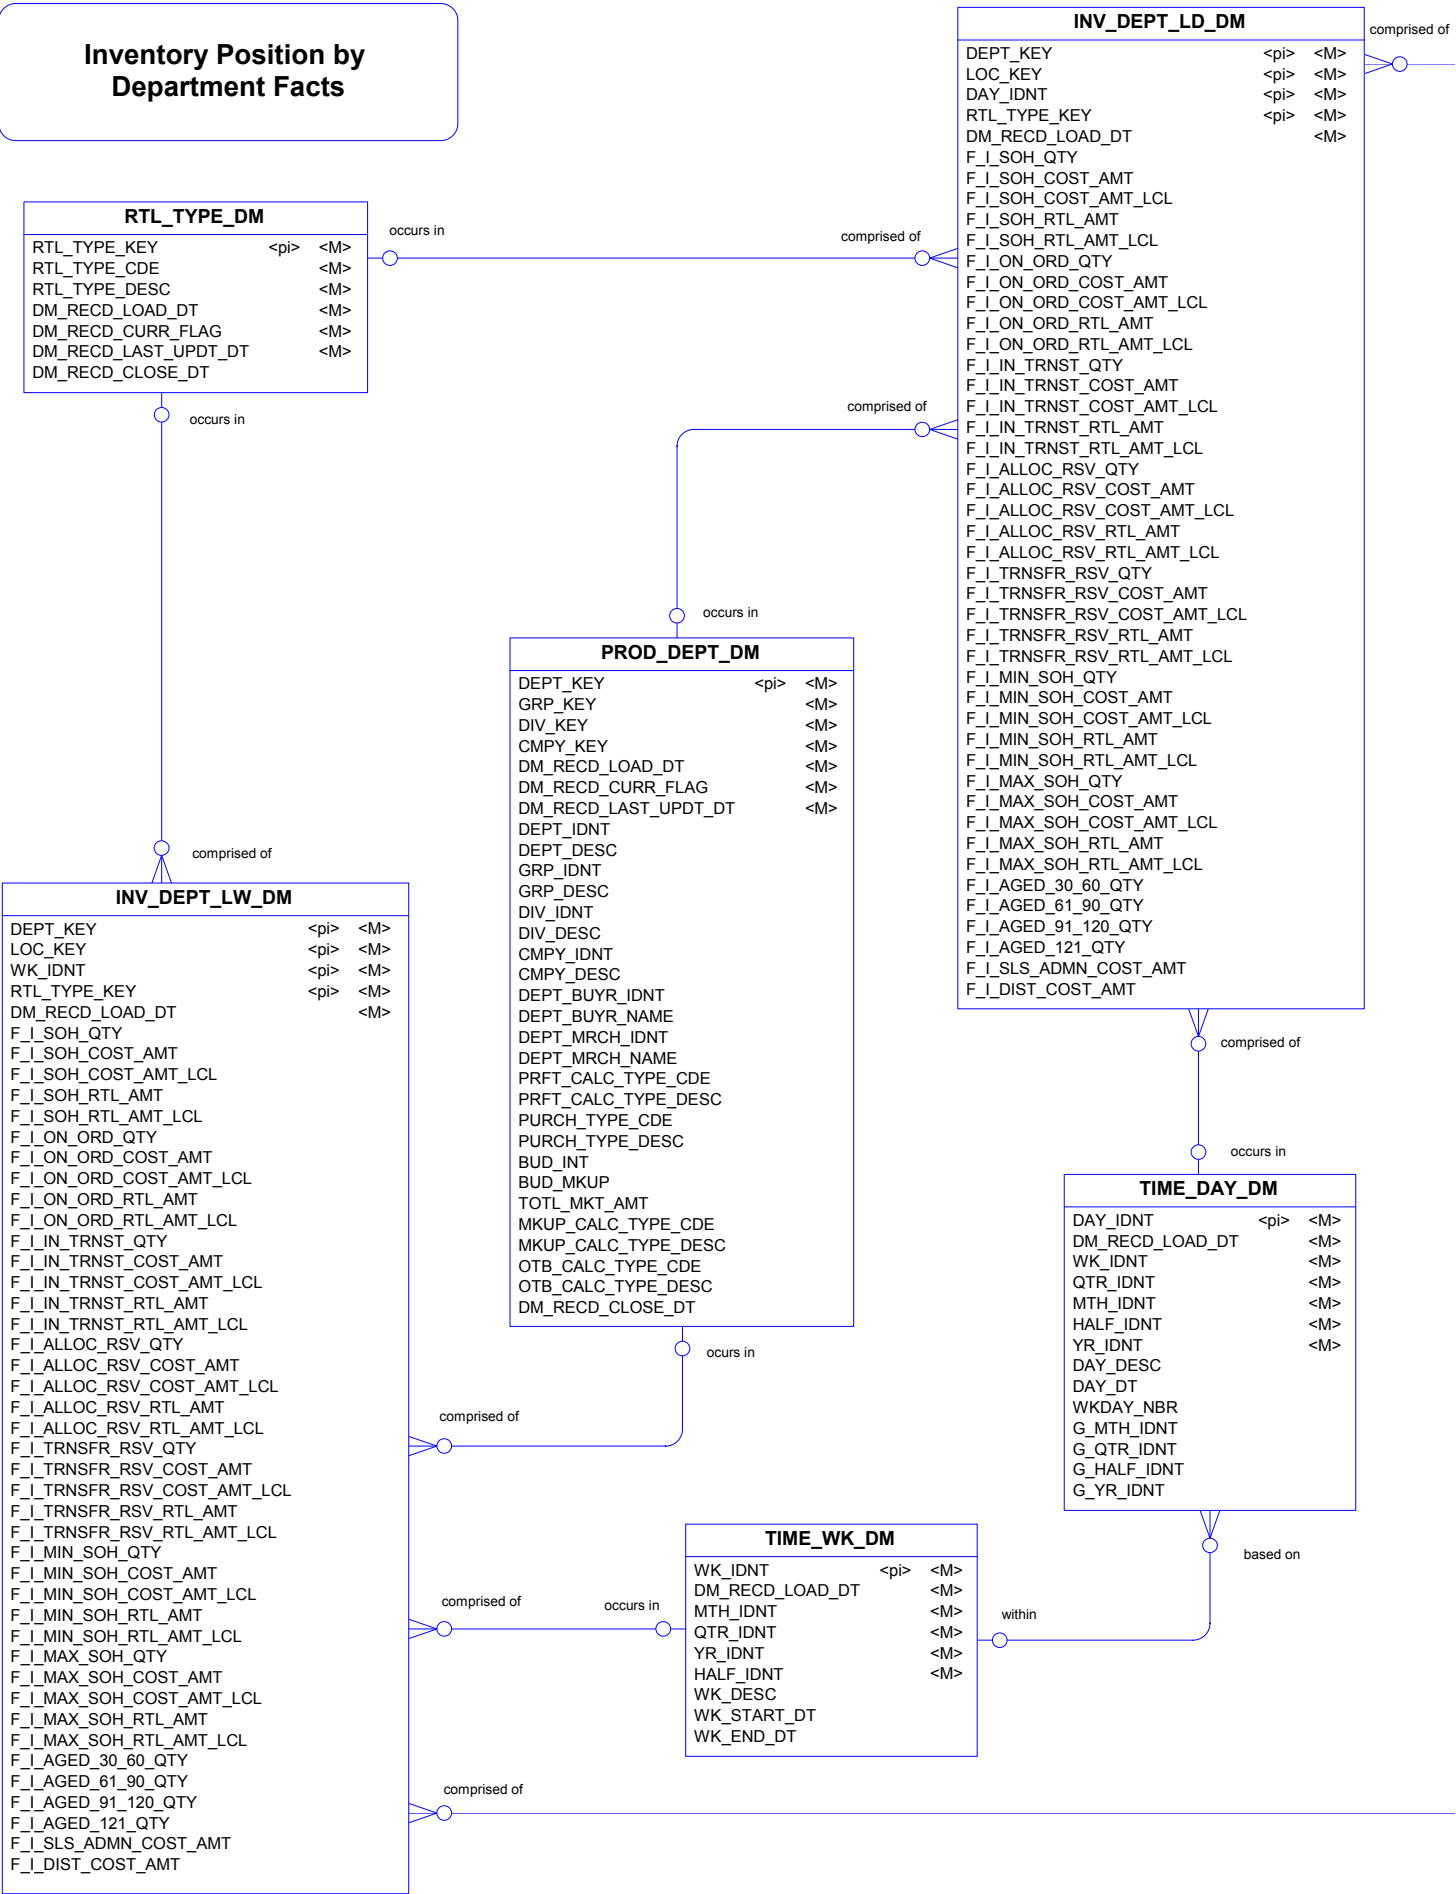 Inventory Position by
Department Facts
INV_DEPT_LD_DM
DEPT_KEY <pi> <M>
LOC_KEY <pi> <M>
DAY_IDNT <pi> <M>
RTL_TYPE_KEY <pi> <M>
DM_RECD_LOAD_DT <M>
F_I_SOH_QTY
F_I_SOH_COST_AMT
F_I_SOH_COST_AMT_LCL
F_I_SOH_RTL_AMT
F_I_SOH_RTL_AMT_LCL
F_I_ON_ORD_QTY
F_I_ON_ORD_COST_AMT
F_I_ON_ORD_COST_AMT_LCL
F_I_ON_ORD_RTL_AMT
F_I_ON_ORD_RTL_AMT_LCL
F_I_IN_TRNST_QTY
F_I_IN_TRNST_COST_AMT
F_I_IN_TRNST_COST_AMT_LCL
F_I_IN_TRNST_RTL_AMT
F_I_IN_TRNST_RTL_AMT_LCL
F_I_ALLOC_RSV_QTY
F_I_ALLOC_RSV_COST_AMT
F_I_ALLOC_RSV_COST_AMT_LCL
F_I_ALLOC_RSV_RTL_AMT
F_I_ALLOC_RSV_RTL_AMT_LCL
F_I_TRNSFR_RSV_QTY
F_I_TRNSFR_RSV_COST_AMT
F_I_TRNSFR_RSV_COST_AMT_LCL
F_I_TRNSFR_RSV_RTL_AMT
F_I_TRNSFR_RSV_RTL_AMT_LCL
F_I_MIN_SOH_QTY
F_I_MIN_SOH_COST_AMT
F_I_MIN_SOH_COST_AMT_LCL
F_I_MIN_SOH_RTL_AMT
F_I_MIN_SOH_RTL_AMT_LCL
F_I_MAX_SOH_QTY
F_I_MAX_SOH_COST_AMT
F_I_MAX_SOH_COST_AMT_LCL
F_I_MAX_SOH_RTL_AMT
F_I_MAX_SOH_RTL_AMT_LCL
F_I_AGED_30_60_QTY
F_I_AGED_61_90_QTY
F_I_AGED_91_120_QTY
F_I_AGED_121_QTY
F_I_SLS_ADMN_COST_AMT
F_I_DIST_COST_AMT
comprised of
RTL_TYPE_DM
RTL_TYPE_KEY <pi> <M>
RTL_TYPE_CDE <M>
RTL_TYPE_DESC <M>
DM_RECD_LOAD_DT <M>
DM_RECD_CURR_FLAG <M>
DM_RECD_LAST_UPDT_DT <M>
DM_RECD_CLOSE_DT
occurs in
comprised of
occurs in
comprised of
comprised of
occurs in
PROD_DEPT_DM
DEPT_KEY <pi> <M>
GRP_KEY <M>
DIV_KEY <M>
CMPY_KEY <M>
DM_RECD_LOAD_DT <M>
DM_RECD_CURR_FLAG <M>
DM_RECD_LAST_UPDT_DT <M>
DEPT_IDNT
DEPT_DESC
GRP_IDNT
GRP_DESC
DIV_IDNT
DIV_DESC
CMPY_IDNT
CMPY_DESC
DEPT_BUYR_IDNT
DEPT_BUYR_NAME
DEPT_MRCH_IDNT
DEPT_MRCH_NAME
PRFT_CALC_TYPE_CDE
PRFT_CALC_TYPE_DESC
PURCH_TYPE_CDE
PURCH_TYPE_DESC
BUD_INT
BUD_MKUP
TOTL_MKT_AMT
MKUP_CALC_TYPE_CDE
MKUP_CALC_TYPE_DESC
OTB_CALC_TYPE_CDE
OTB_CALC_TYPE_DESC
DM_RECD_CLOSE_DT
INV_DEPT_LW_DM
DEPT_KEY <pi> <M>
LOC_KEY <pi> <M>
WK_IDNT <pi> <M>
RTL_TYPE_KEY <pi> <M>
DM_RECD_LOAD_DT <M>
F_I_SOH_QTY
F_I_SOH_COST_AMT
F_I_SOH_COST_AMT_LCL
F_I_SOH_RTL_AMT
F_I_SOH_RTL_AMT_LCL
F_I_ON_ORD_QTY
F_I_ON_ORD_COST_AMT
F_I_ON_ORD_COST_AMT_LCL
F_I_ON_ORD_RTL_AMT
F_I_ON_ORD_RTL_AMT_LCL
F_I_IN_TRNST_QTY
F_I_IN_TRNST_COST_AMT
F_I_IN_TRNST_COST_AMT_LCL
F_I_IN_TRNST_RTL_AMT
F_I_IN_TRNST_RTL_AMT_LCL
F_I_ALLOC_RSV_QTY
F_I_ALLOC_RSV_COST_AMT
F_I_ALLOC_RSV_COST_AMT_LCL
F_I_ALLOC_RSV_RTL_AMT
F_I_ALLOC_RSV_RTL_AMT_LCL
F_I_TRNSFR_RSV_QTY
F_I_TRNSFR_RSV_COST_AMT
F_I_TRNSFR_RSV_COST_AMT_LCL
F_I_TRNSFR_RSV_RTL_AMT
F_I_TRNSFR_RSV_RTL_AMT_LCL
F_I_MIN_SOH_QTY
F_I_MIN_SOH_COST_AMT
F_I_MIN_SOH_COST_AMT_LCL
F_I_MIN_SOH_RTL_AMT
F_I_MIN_SOH_RTL_AMT_LCL
F_I_MAX_SOH_QTY
F_I_MAX_SOH_COST_AMT
F_I_MAX_SOH_COST_AMT_LCL
F_I_MAX_SOH_RTL_AMT
F_I_MAX_SOH_RTL_AMT_LCL
F_I_AGED_30_60_QTY
F_I_AGED_61_90_QTY
F_I_AGED_91_120_QTY
F_I_AGED_121_QTY
F_I_SLS_ADMN_COST_AMT
F_I_DIST_COST_AMT
comprised of
occurs in
TIME_DAY_DM
DAY_IDNT <pi> <M>
DM_RECD_LOAD_DT <M>
WK_IDNT <M>
QTR_IDNT <M>
MTH_IDNT <M>
HALF_IDNT <M>
YR_IDNT <M>
DAY_DESC
DAY_DT
WKDAY_NBR
G_MTH_IDNT
G_QTR_IDNT
G_HALF_IDNT
G_YR_IDNT
ocurs in
comprised of
TIME_WK_DM
WK_IDNT <pi> <M>
DM_RECD_LOAD_DT <M>
MTH_IDNT <M>
QTR_IDNT <M>
YR_IDNT <M>
HALF_IDNT <M>
WK_DESC
WK_START_DT
WK_END_DT
based on
comprised of
occurs in
within
comprised of